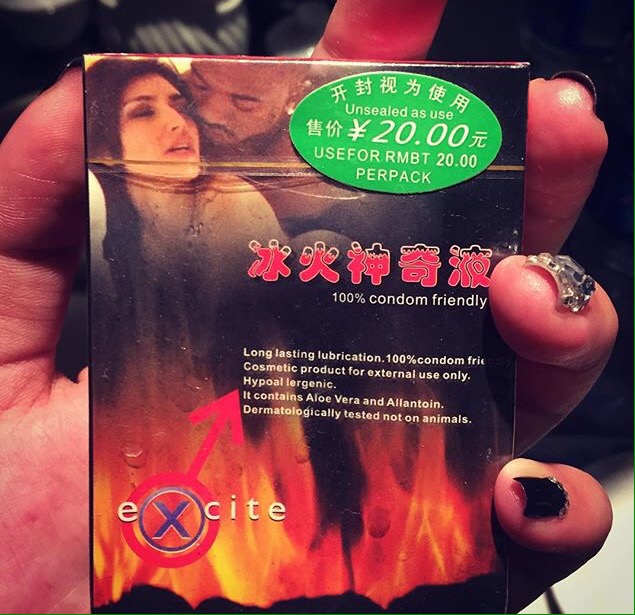 开封视为使用
Unsealed as use
售价￥20.00元
USEFOR RMBT 20.00
PERPACK
冰火神奇液
100% condom friendly
Long lasting lubrication.100%condom friendly
Cosmetic product for external use only.
Hypoal lergenic.
It contains Aloe Vera and Allantoin.
Dermatologically tested not on animals.
eXcite